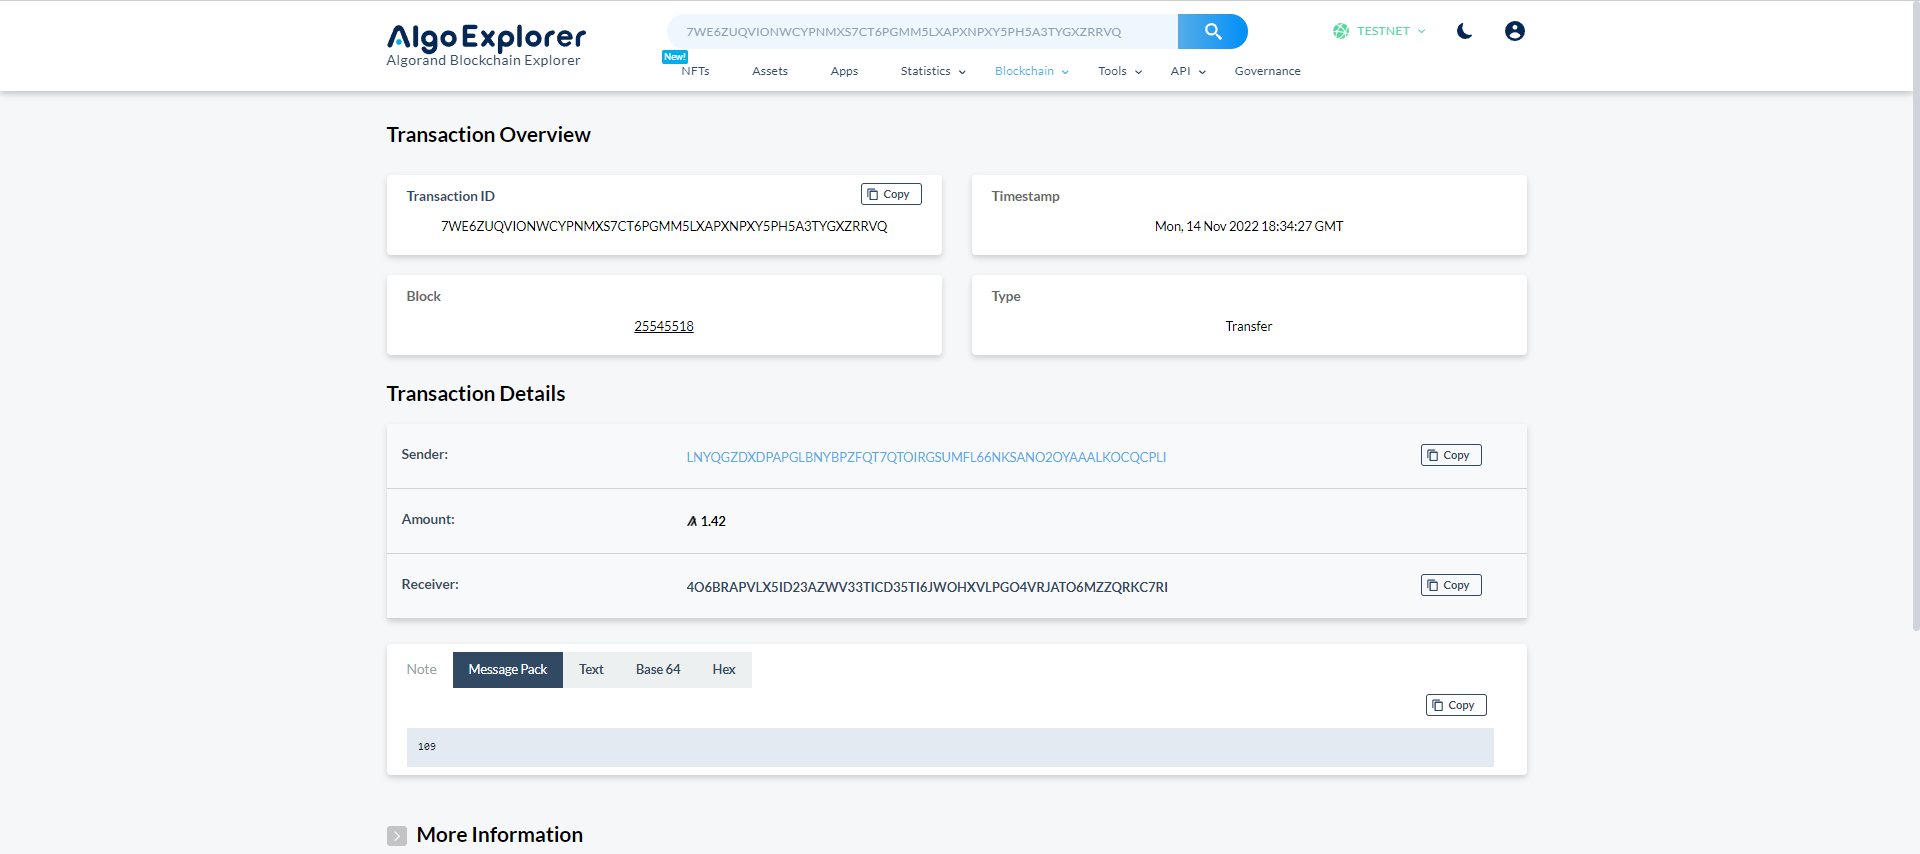 AlgoExplorer
Algorand Blockchain Explorer
7WE6ZUQVIONWCYPNMXS7CT6PGMM5LXAPXNPXY5PH5A3TYGXZRRVQ
TESTNET
New!
NFTs Assets Apps Statistics Blockchain Tools API Governance
Transaction Overview
Transaction ID Copy
7WE6ZUQVIONWCYPNMXS7CT6PGMM5LXAPXNPXY5PH5A3TYGXZRRVQ
Timestamp
Mon, 14 Nov 2022 18:34:27 GMT
Block
25545518
Type
Transfer
Transaction Details
Sender: LNYQGZDXDPAPGLBNYBPZFQT7QTOIRGSUMFL66NKSANO2OYAAALKOCQCPLI Copy
Amount: 1.42
Receiver: 4O6BRAPVLX5ID23AZWV33TICD35TI6JWOHXVLPGO4VRJATO6MZZQRKC7RI Copy
Note Message Pack Text Base 64 Hex
Copy
109
More Information